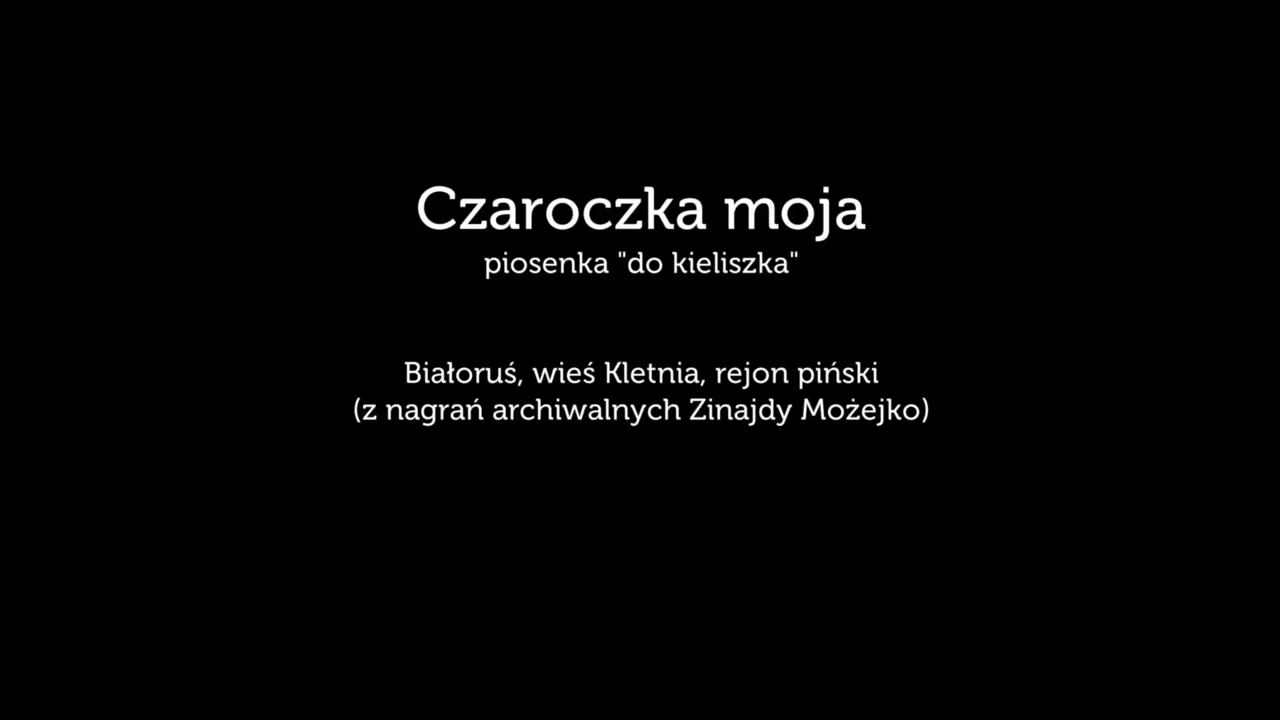 Czaroczka moja
piosenka "do kieliszka"
Białoruś, wieś Kletnia, rejon piński
(z nagrań archiwalnych Zinajdy Możejko)